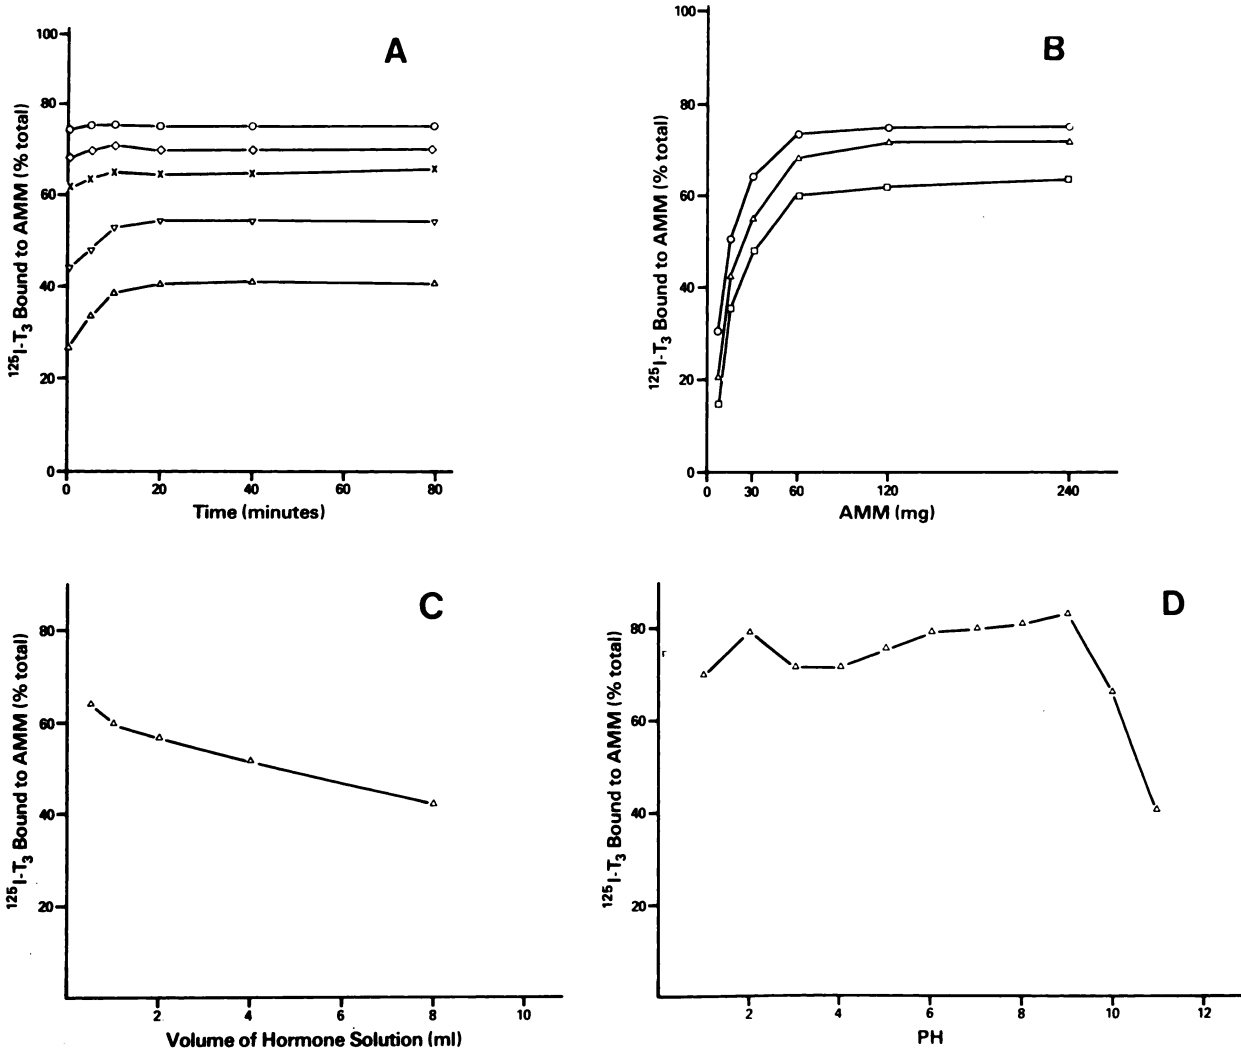 A
100
80
60
40
20
0
¹²⁵I-T₃ Bound to AMM (% total)
0 20 40 60 80
Time (minutes)
B
100
80
60
40
20
0
¹²⁵I-T₃ Bound to AMM (% total)
0 30 60 120 240
AMM (mg)
C
80
60
40
20
¹²⁵I-T₃ Bound to AMM (% total)
2 4 6 8 10
Volume of Hormone Solution (ml)
D
80
60
40
20
¹²⁵I-T₃ Bound to AMM (% total)
2 4 6 8 10 12
PH